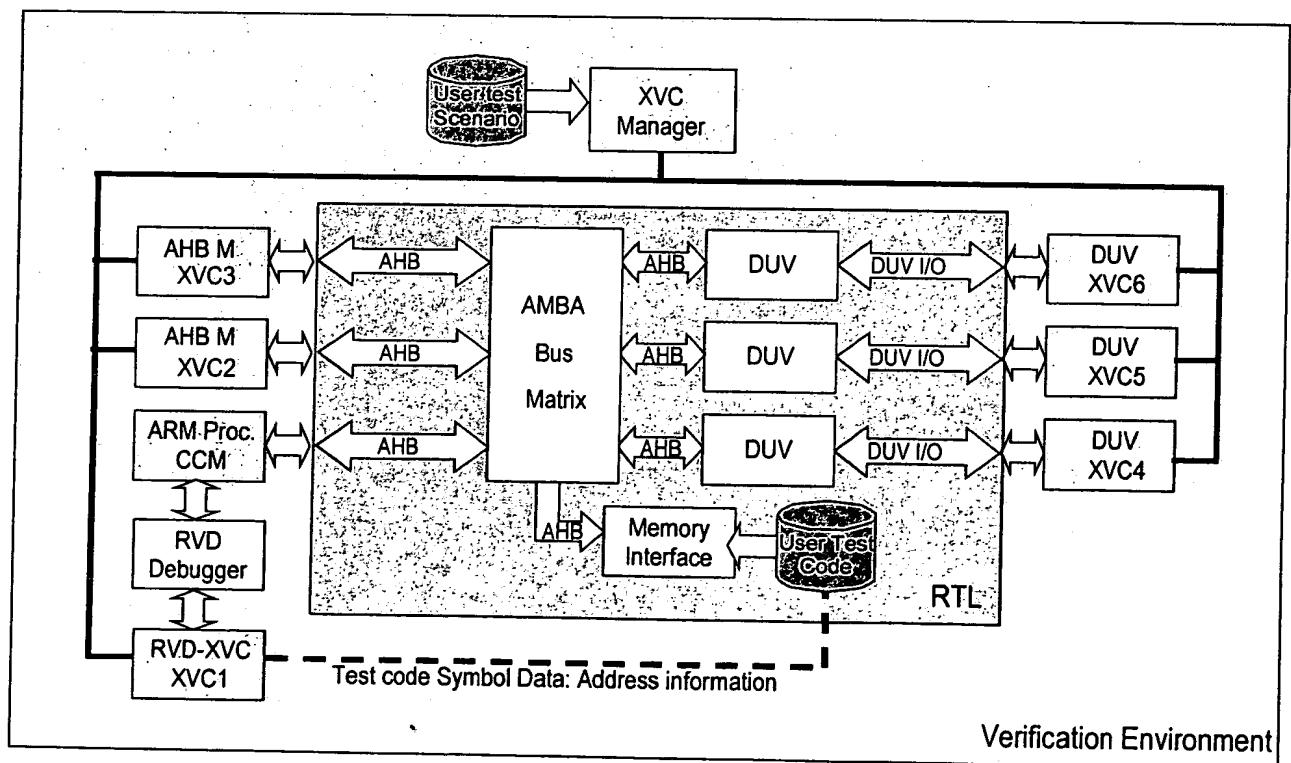 User test
Scenario
XVC
Manager
AHB M
XVC3
AHB
AMBA
Bus
Matrix
AHB
DUV
DUV I/O
DUV
XVC6
AHB M
XVC2
AHB
AHB
DUV
DUV I/O
DUV
XVC5
ARM Proc.
CCM
AHB
AHB
DUV
DUV I/O
DUV
XVC4
RVD
Debugger
AHB
Memory
Interface
User Test
Code
RTL
RVD-XVC
XVC1
Test code Symbol Data: Address information
Verification Environment